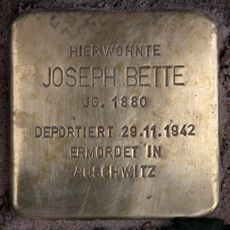 HIER WOHNTE
JOSEPH BETTE
JG. 1880
DEPORTIERT 29.11.1942
ERMORDET IN
AUSCHWITZ